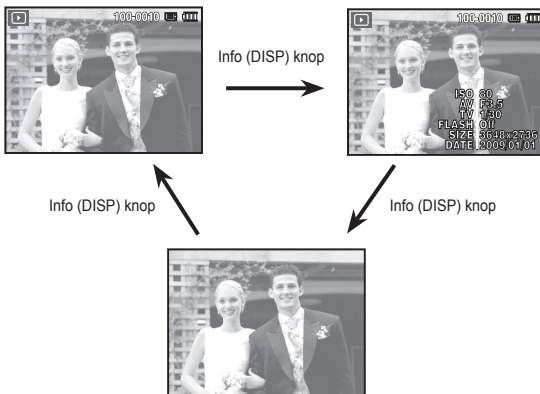 100-0010
Info (DISP) knop
100-0010
ISO 80
AV F3.5
TV 1/30
FLASH Off
SIZE 3648x2736
DATE 2009/01/01
Info (DISP) knop
Info (DISP) knop